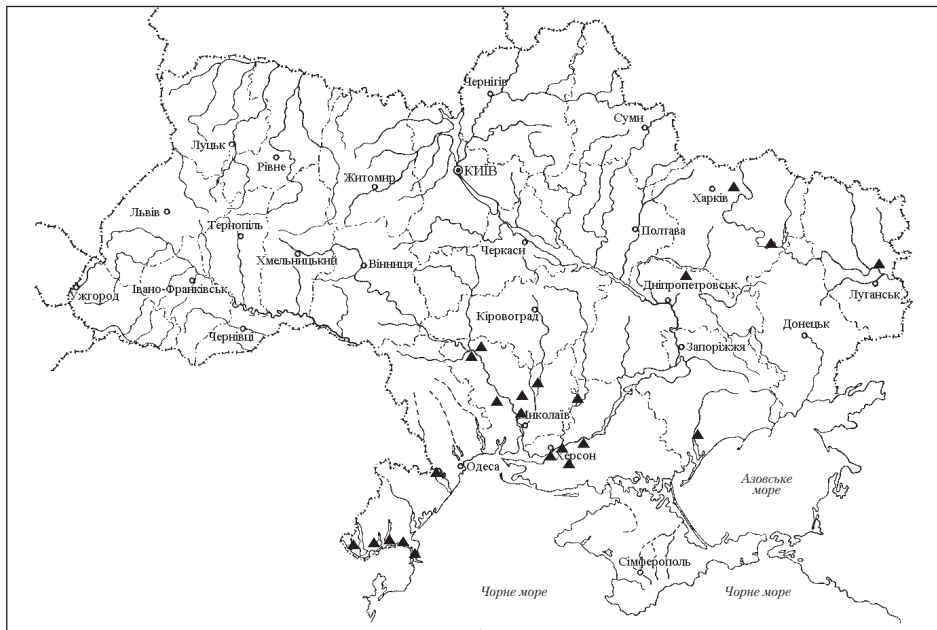 Чернігів
Суми
Луцьк
Рівне
КИЇВ
Житомир
Харків
Львів
Тернопіль
Полтава
Хмельницький
Вінниця
Черкаси
Ужгород
Івано-Франківськ
Дніпропетровськ
Луганськ
Кіровоград
Чернівці
Донецьк
Запоріжжя
Миколаїв
Херсон
Одеса
Азовське
море
Сімферополь
Чорне море
Чорне море